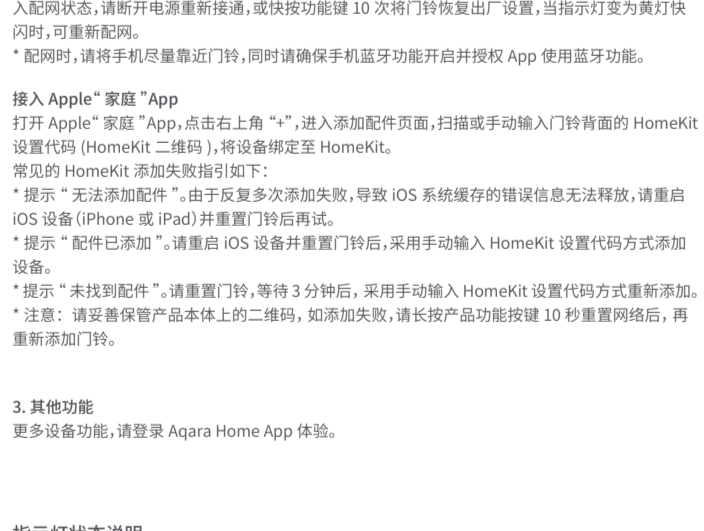 入配网状态，请断开电源重新接通，或快按功能键 10 次将门铃恢复出厂设置，当指示灯变为黄灯快
闪时，可重新配网。
* 配网时，请将手机尽量靠近门铃，同时请确保手机蓝牙功能开启并授权 App 使用蓝牙功能。
接入 Apple“ 家庭 ”App
打开 Apple“ 家庭 ”App，点击右上角 “+”，进入添加配件页面，扫描或手动输入门铃背面的 HomeKit
设置代码 (HomeKit 二维码 )，将设备绑定至 HomeKit。
常见的 HomeKit 添加失败指引如下：
* 提示 “ 无法添加配件 ”。由于反复多次添加失败，导致 iOS 系统缓存的错误信息无法释放，请重启
iOS 设备（iPhone 或 iPad）并重置门铃后再试。
* 提示 “ 配件已添加 ”。请重启 iOS 设备并重置门铃后，采用手动输入 HomeKit 设置代码方式添加
设备。
* 提示 “ 未找到配件 ”。请重置门铃，等待 3 分钟后， 采用手动输入 HomeKit 设置代码方式重新添加。
* 注意： 请妥善保管产品本体上的二维码， 如添加失败，请长按产品功能按键 10 秒重置网络后， 再
重新添加门铃。
3. 其他功能
更多设备功能，请登录 Aqara Home App 体验。
指示灯状态说明